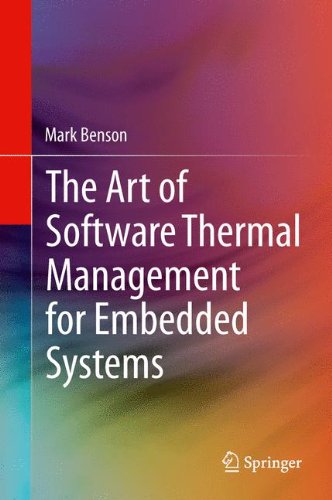 Mark Benson
The Art of
Software Thermal
Management
for Embedded
Systems
Springer